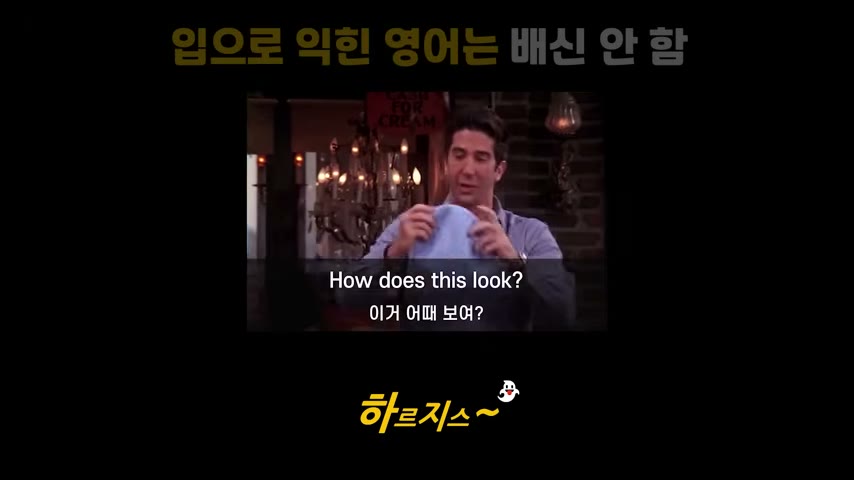 입으로 익힌 영어는 배신 안 함
CASH
FOR
CREAM
How does this look?
이거 어때 보여?
하르지스~